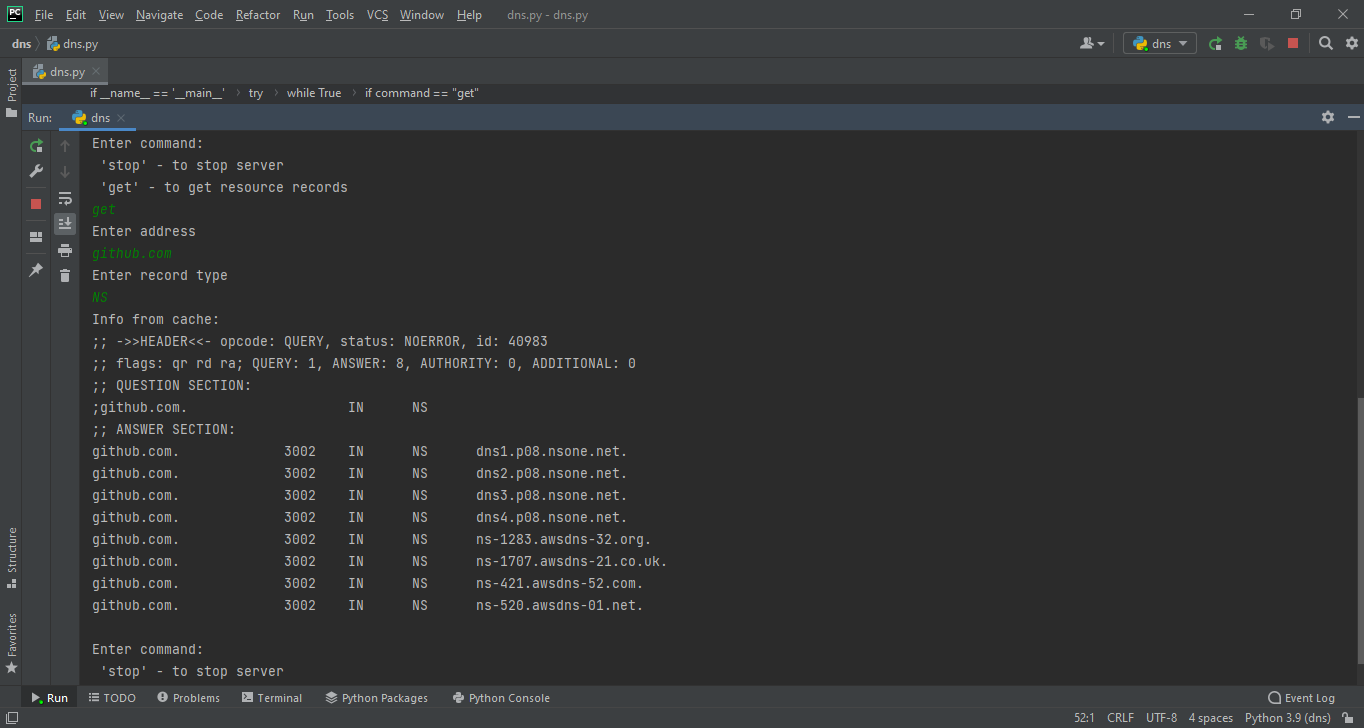 PC File Edit View Navigate Code Refactor Run Tools VCS Window Help dns.py - dns.py
dns dns.py dns
Project
dns.py
if __name__ == '__main__' › try › while True › if command == "get"
Run: dns
Enter command:
'stop' - to stop server
'get' - to get resource records
get
Enter address
github.com
Enter record type
NS
Info from cache:
;; ->>HEADER<<- opcode: QUERY, status: NOERROR, id: 40983
;; flags: qr rd ra; QUERY: 1, ANSWER: 8, AUTHORITY: 0, ADDITIONAL: 0
;; QUESTION SECTION:
;github.com. IN NS
;; ANSWER SECTION:
github.com. 3002 IN NS dns1.p08.nsone.net.
github.com. 3002 IN NS dns2.p08.nsone.net.
github.com. 3002 IN NS dns3.p08.nsone.net.
github.com. 3002 IN NS dns4.p08.nsone.net.
github.com. 3002 IN NS ns-1283.awsdns-32.org.
github.com. 3002 IN NS ns-1707.awsdns-21.co.uk.
github.com. 3002 IN NS ns-421.awsdns-52.com.
github.com. 3002 IN NS ns-520.awsdns-01.net.
Enter command:
'stop' - to stop server
Structure
Favorites
Run TODO Problems Terminal Python Packages Python Console Event Log
52:1 CRLF UTF-8 4 spaces Python 3.9 (dns)